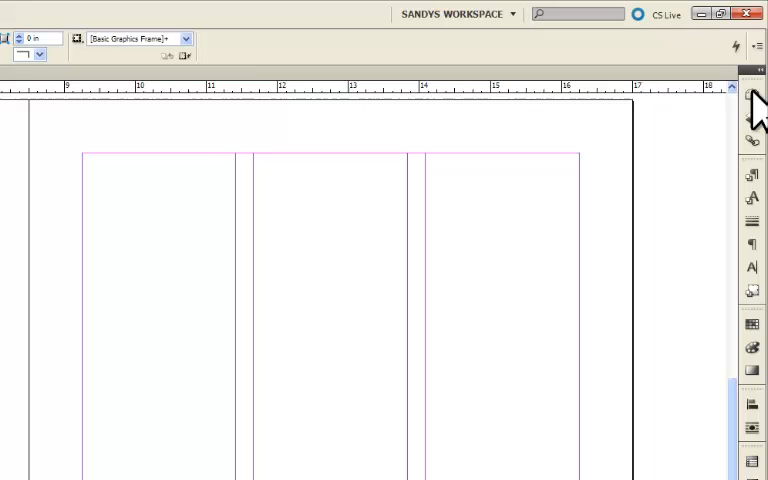 SANDYS WORKSPACE
CS Live
0 in
[Basic Graphics Frame]+
9 10 11 12 13 14 15 16 17 18